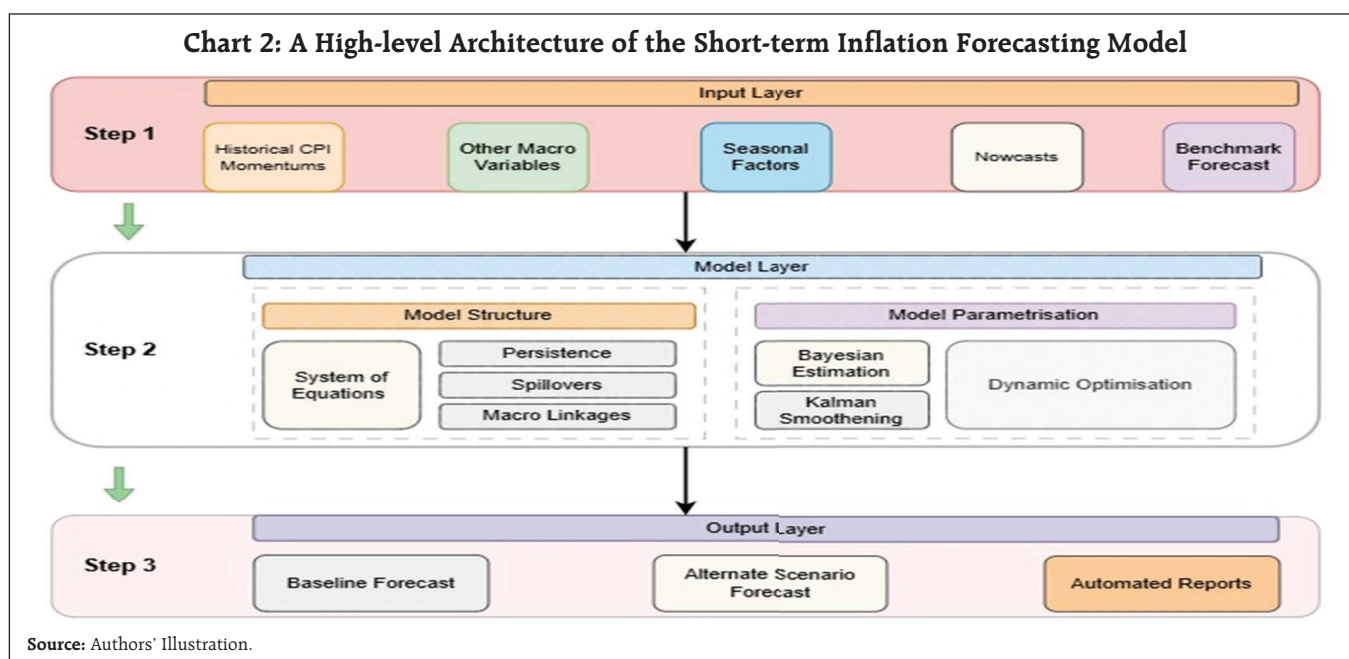 Chart 2: A High-level Architecture of the Short-term Inflation Forecasting Model
Input Layer
Step 1
Historical CPI
Momentums
Other Macro
Variables
Seasonal
Factors
Nowcasts
Benchmark
Forecast
Model Layer
Step 2
Model Structure
System of
Equations
Persistence
Spillovers
Macro Linkages
Model Parametrisation
Bayesian
Estimation
Kalman
Smoothening
Dynamic Optimisation
Output Layer
Step 3
Baseline Forecast
Alternate Scenario
Forecast
Automated Reports
Source: Authors' Illustration.